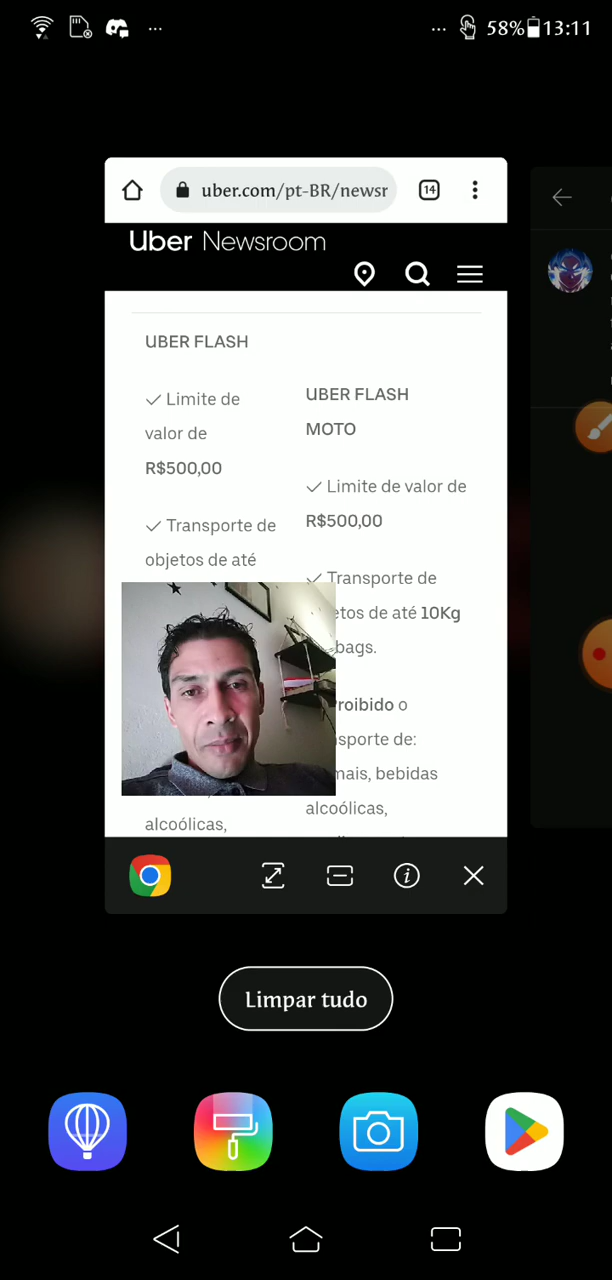 58% 13:11
uber.com/pt-BR/newsr
14
Uber Newsroom
UBER FLASH
✓ Limite de
valor de
R$500,00
✓ Transporte de
objetos de até
alcoólicas,
UBER FLASH
MOTO
✓ Limite de valor de
R$500,00
✓ Transporte de
etos de até 10Kg
bags.
roibido o
nsporte de:
mais, bebidas
alcoólicas,
Limpar tudo